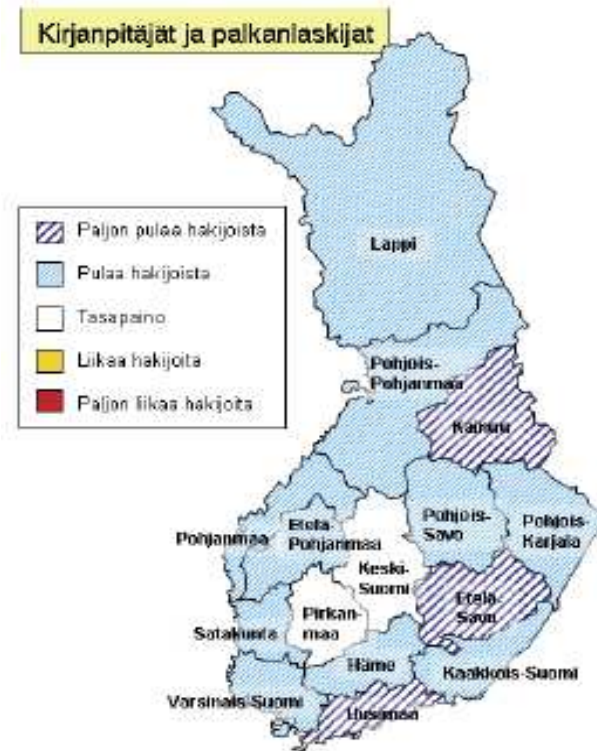 Kirjanpitäjät ja palkanlaskijat
Paljon pulaa hakijoista
Pulaa hakijoista
Tasapaino
Liikaa hakijoita
Paljon liikaa hakijoita
Lappi
Pohjois-
Pohjanmaa
Kainuu
Pohjanmaa
Etelä-
Pohjanmaa
Keski-
Suomi
Pohjois-
Savo
Pohjois-
Karjala
Etelä-
Savo
Satakunta
Pirkan-
maa
Häme
Kaakkois-Suomi
Varsinais-Suomi
Uusimaa